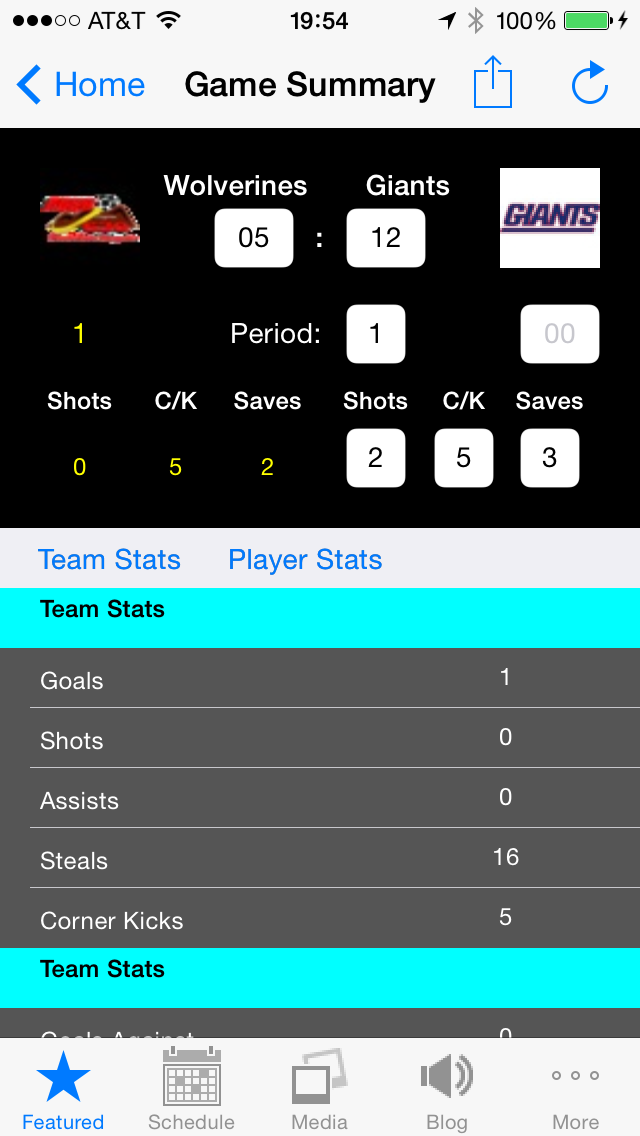 AT&T 19:54 100%
Home Game Summary
Wolverines Giants
GIANTS
05 : 12
1 Period: 1 00
Shots C/K Saves Shots C/K Saves
0 5 2 2 5 3
Team Stats Player Stats
Team Stats
Goals 1
Shots 0
Assists 0
Steals 16
Corner Kicks 5
Team Stats
Goals Against 0
Featured Schedule Media Blog More